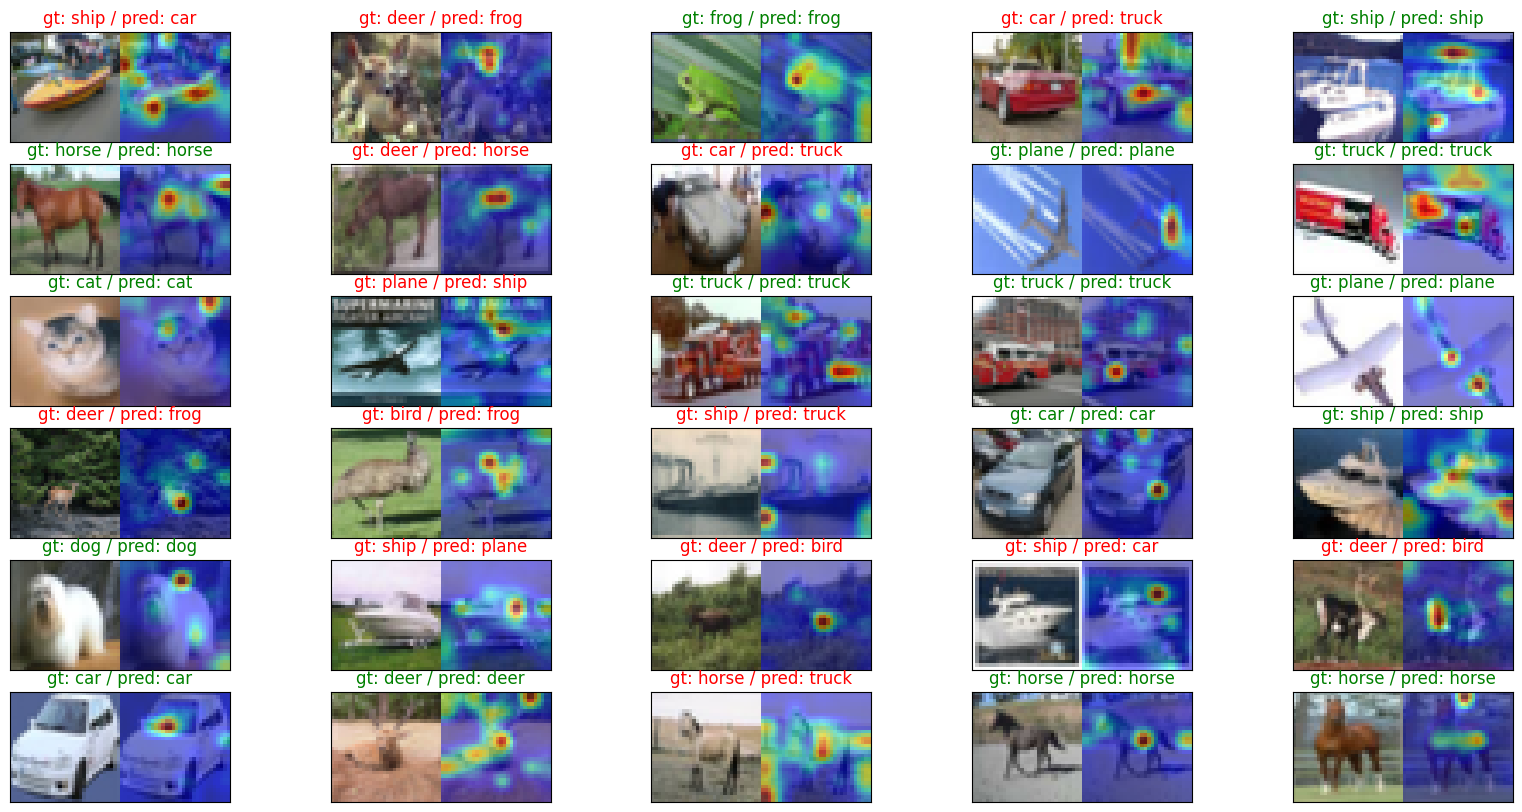 gt: ship / pred: car
gt: deer / pred: frog
gt: frog / pred: frog
gt: car / pred: truck
gt: ship / pred: ship
gt: horse / pred: horse
gt: deer / pred: horse
gt: car / pred: truck
gt: plane / pred: plane
gt: truck / pred: truck
gt: cat / pred: cat
gt: plane / pred: ship
gt: truck / pred: truck
gt: truck / pred: truck
gt: plane / pred: plane
SUPERMARINE
gt: deer / pred: frog
gt: bird / pred: frog
gt: ship / pred: truck
gt: car / pred: car
gt: ship / pred: ship
gt: dog / pred: dog
gt: ship / pred: plane
gt: deer / pred: bird
gt: ship / pred: car
gt: deer / pred: bird
gt: car / pred: car
gt: deer / pred: deer
gt: horse / pred: truck
gt: horse / pred: horse
gt: horse / pred: horse